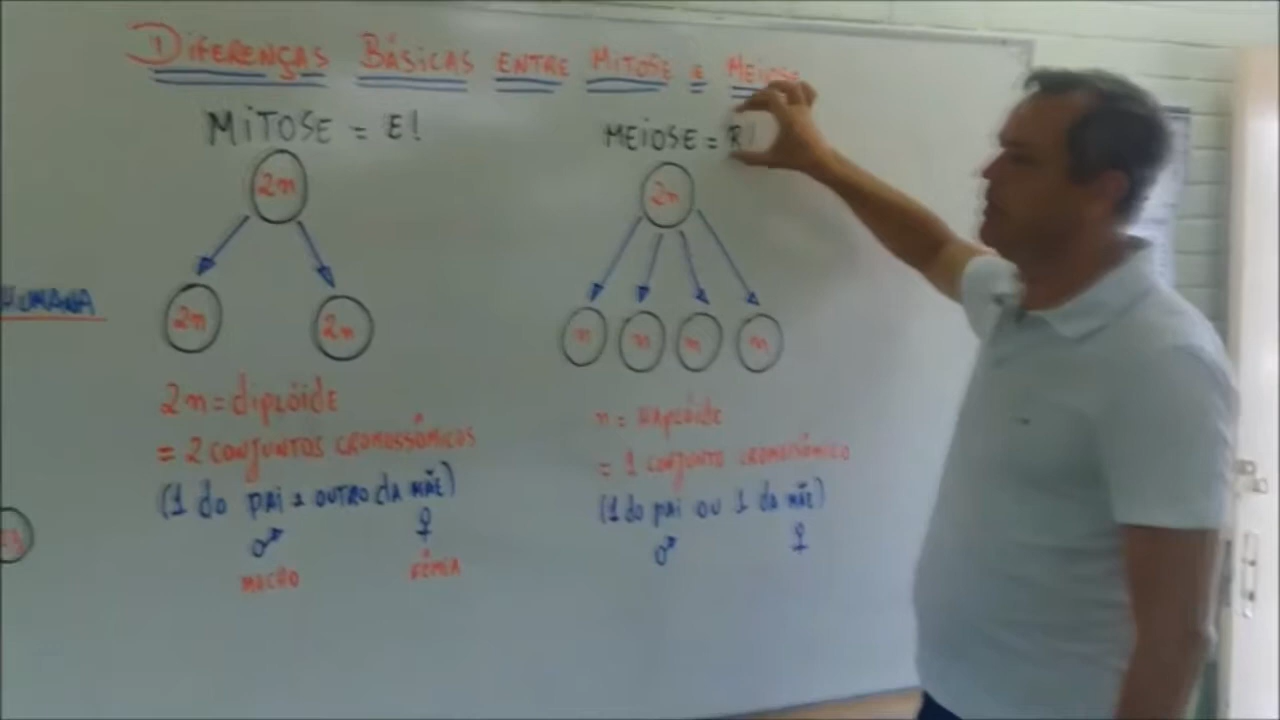 DIFERENÇAS BÁSICAS ENTRE MITOSE E MEIOSE
MITOSE = E!
MEIOSE = R!
2n
2n
2n 2n
n n n n
HUMANA
2n = diplóide
= 2 CONJUNTOS CROMOSSÔMICOS
(1 do pai e OUTRO da MÃE)
♂ ♀
MACHO FÊMEA
n = HAPLÓIDE
= 1 CONJUNTO CROMOSSÔMICO
(1 do pai ou 1 da MÃE)
♂ ♀